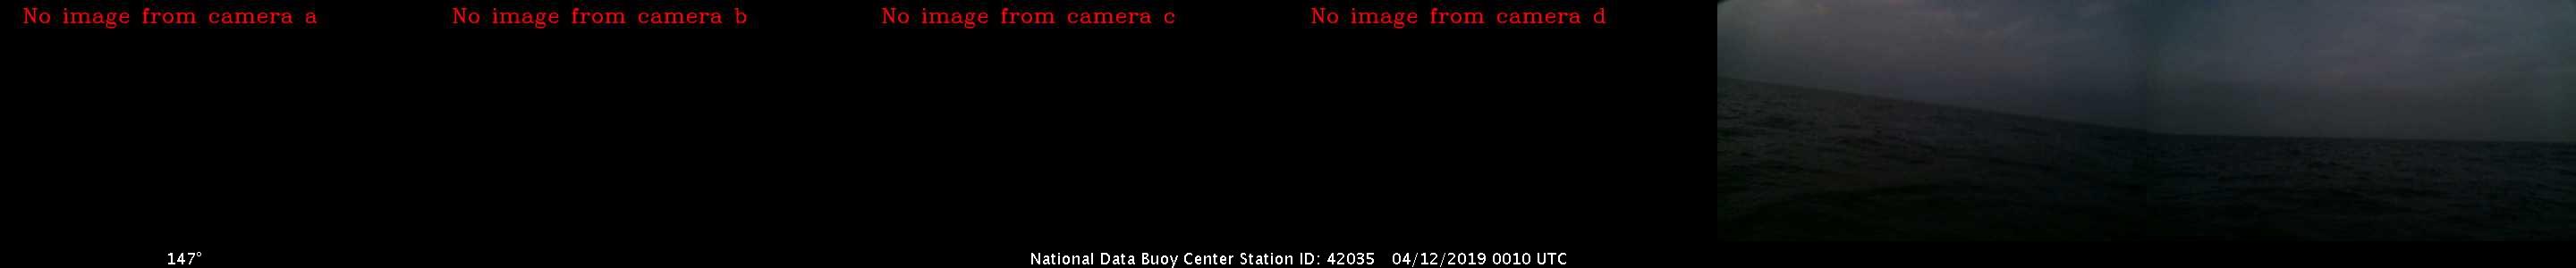 No image from camera a
No image from camera b
No image from camera c
No image from camera d
147°
National Data Buoy Center Station ID: 42035 04/12/2019 0010 UTC